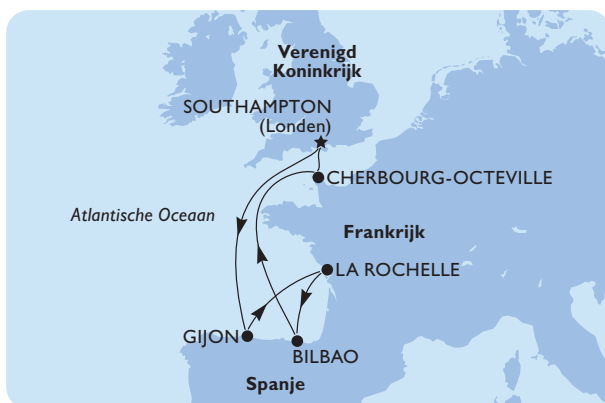 Verenigd
Koninkrijk
SOUTHAMPTON
(Londen)
CHERBOURG-OCTEVILLE
Atlantische Oceaan
Frankrijk
LA ROCHELLE
GIJON
BILBAO
Spanje